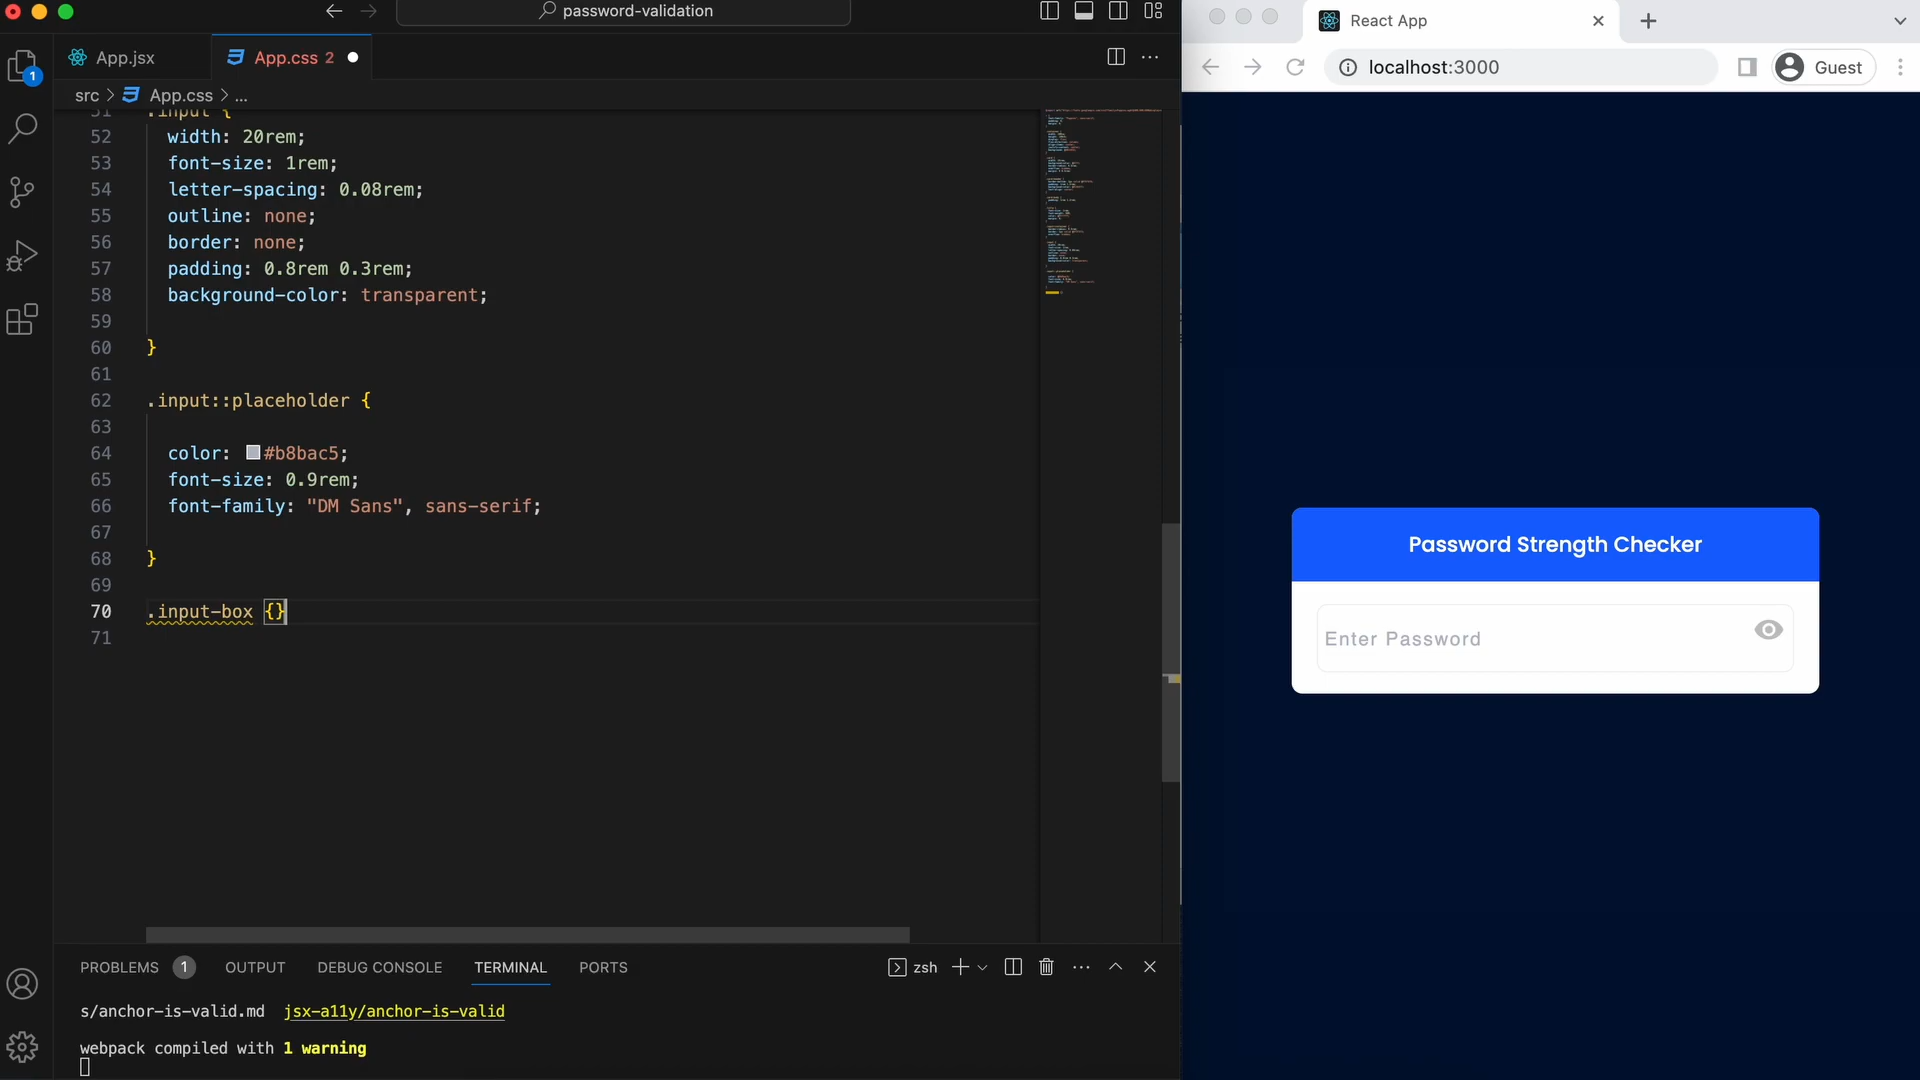 password-validation
App.jsx
App.css 2
src > App.css > ...
51 .input {
52 width: 20rem;
53 font-size: 1rem;
54 letter-spacing: 0.08rem;
55 outline: none;
56 border: none;
57 padding: 0.8rem 0.3rem;
58 background-color: transparent;
59
60 }
61
62 .input::placeholder {
63
64 color: #b8bac5;
65 font-size: 0.9rem;
66 font-family: "DM Sans", sans-serif;
67
68 }
69
70 .input-box {}
71
1
PROBLEMS 1 OUTPUT DEBUG CONSOLE TERMINAL PORTS
zsh
s/anchor-is-valid.md jsx-a11y/anchor-is-valid
webpack compiled with 1 warning
React App
localhost:3000
Guest
Password Strength Checker
Enter Password